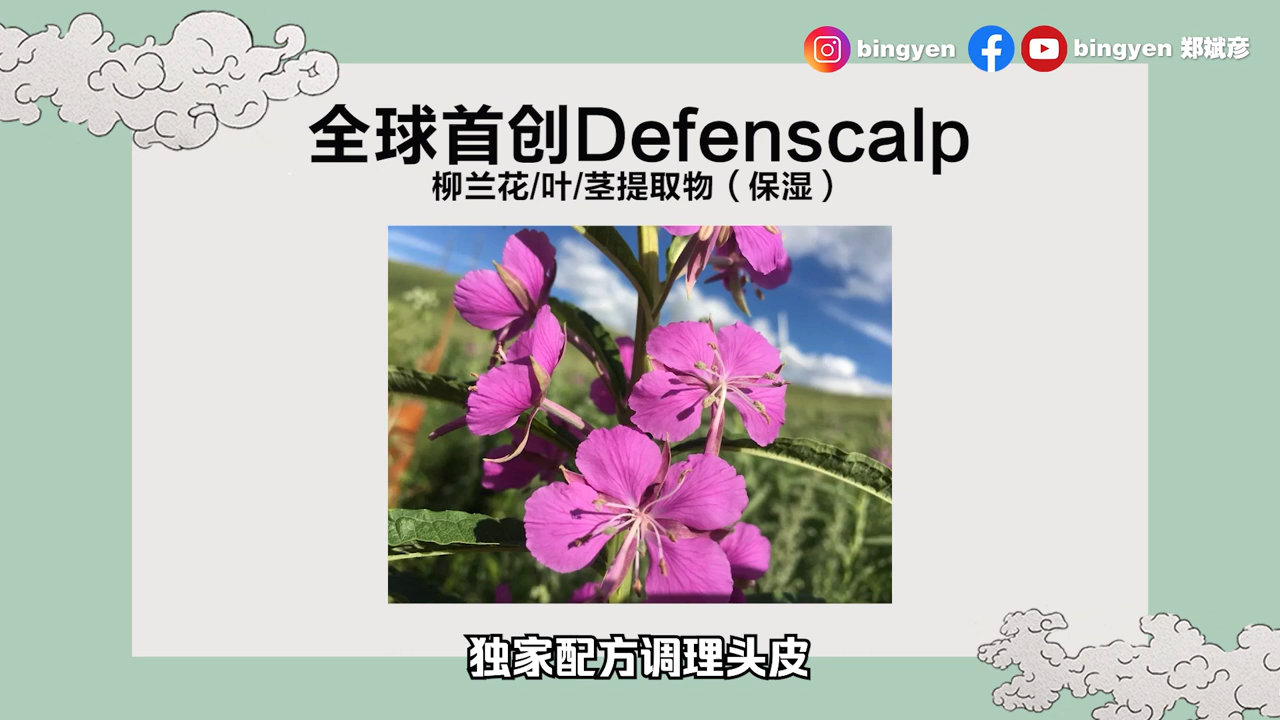 bingyen
bingyen 郑斌彦
全球首创Defenscalp
柳兰花/叶/茎提取物（保湿）
独家配方调理头皮